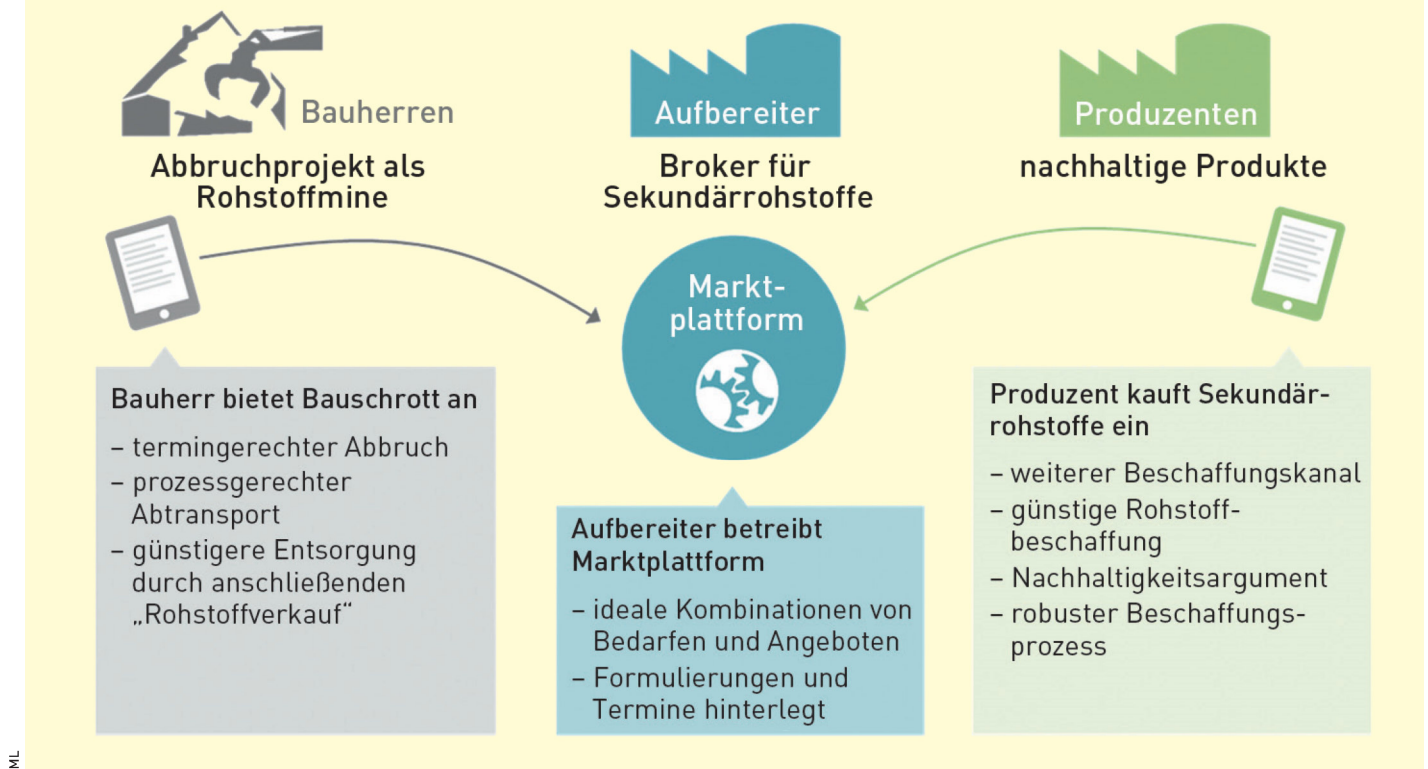 Bauherren
Abbruchprojekt als
Rohstoffmine
Aufbereiter
Broker für
Sekundärrohstoffe
Produzenten
nachhaltige Produkte
Markt-
plattform
Bauherr bietet Bauschrott an
– termingerechter Abbruch
– prozessgerechter
Abtransport
– günstigere Entsorgung
durch anschließenden
„Rohstoffverkauf“
Aufbereiter betreibt
Marktplattform
– ideale Kombinationen von
Bedarfen und Angeboten
– Formulierungen und
Termine hinterlegt
Produzent kauft Sekundär-
rohstoffe ein
– weiterer Beschaffungskanal
– günstige Rohstoff-
beschaffung
– Nachhaltigkeitsargument
– robuster Beschaffungs-
prozess
ML